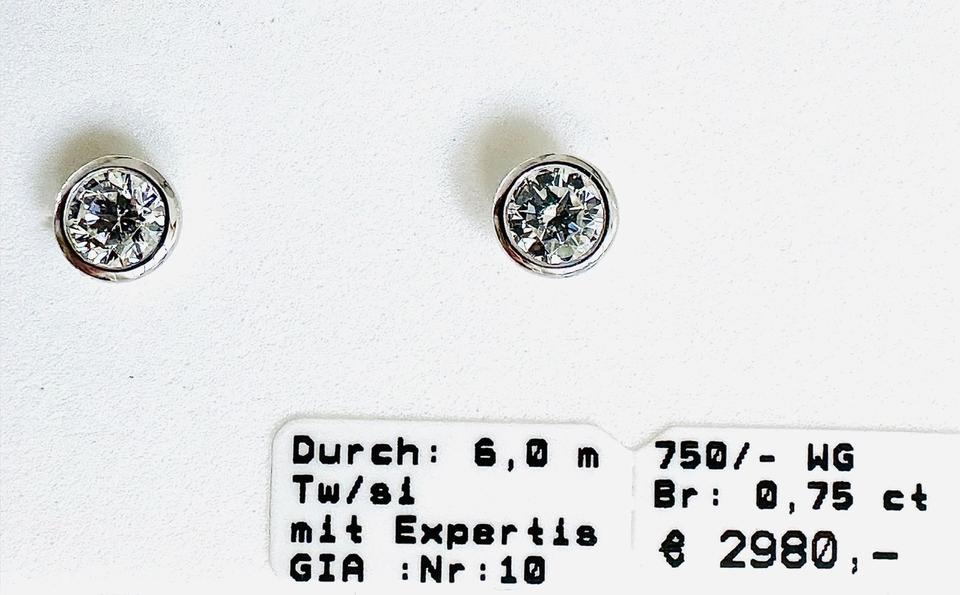 Durch: 6,0 m
Tw/si
mit Expertis
GIA :Nr:10
750/- WG
Br: 0,75 ct
€ 2980,-